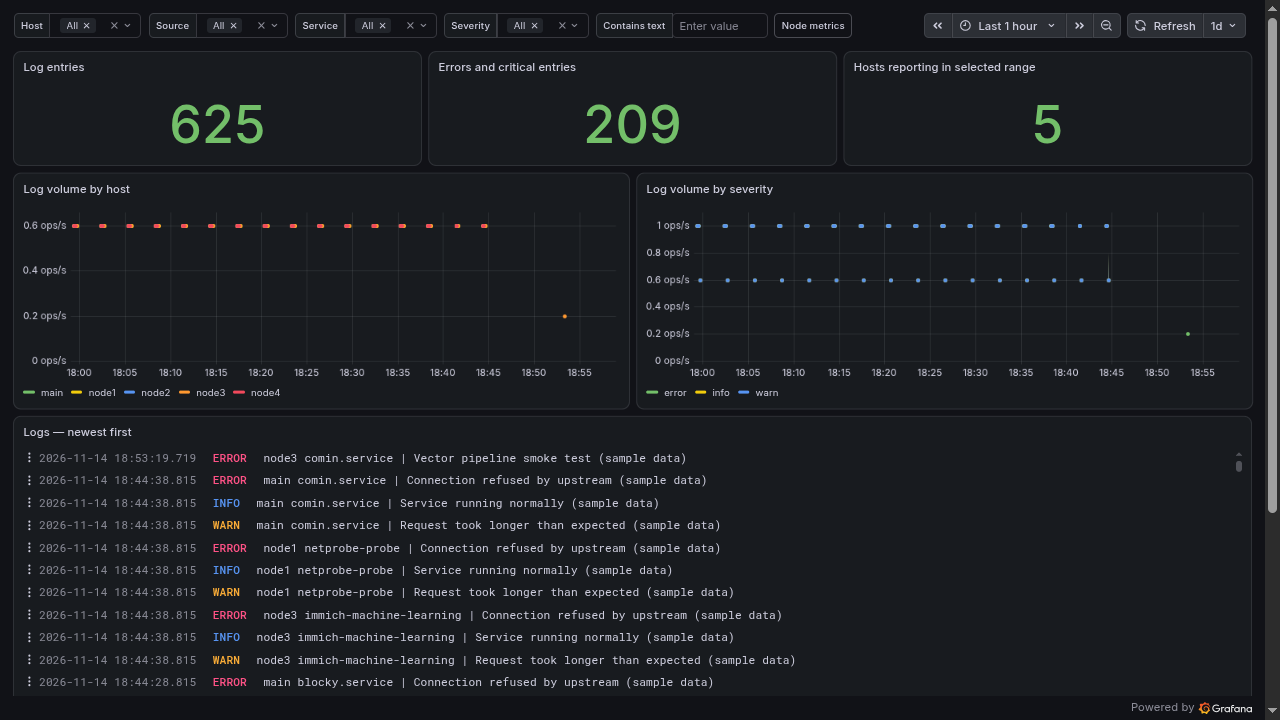 Host All Source All Service All Severity All Contains text Enter value Node metrics Last 1 hour Refresh 1d
Log entries
625
Errors and critical entries
209
Hosts reporting in selected range
5
Log volume by host
0.6 ops/s
0.4 ops/s
0.2 ops/s
0 ops/s
18:00 18:05 18:10 18:15 18:20 18:25 18:30 18:35 18:40 18:45 18:50 18:55
main node1 node2 node3 node4
Log volume by severity
1 ops/s
0.8 ops/s
0.6 ops/s
0.4 ops/s
0.2 ops/s
0 ops/s
18:00 18:05 18:10 18:15 18:20 18:25 18:30 18:35 18:40 18:45 18:50 18:55
error info warn
Logs — newest first
2026-11-14 18:53:19.719 ERROR node3 comin.service | Vector pipeline smoke test (sample data)
2026-11-14 18:44:38.815 ERROR main comin.service | Connection refused by upstream (sample data)
2026-11-14 18:44:38.815 INFO main comin.service | Service running normally (sample data)
2026-11-14 18:44:38.815 WARN main comin.service | Request took longer than expected (sample data)
2026-11-14 18:44:38.815 ERROR node1 netprobe-probe | Connection refused by upstream (sample data)
2026-11-14 18:44:38.815 INFO node1 netprobe-probe | Service running normally (sample data)
2026-11-14 18:44:38.815 WARN node1 netprobe-probe | Request took longer than expected (sample data)
2026-11-14 18:44:38.815 ERROR node3 immich-machine-learning | Connection refused by upstream (sample data)
2026-11-14 18:44:38.815 INFO node3 immich-machine-learning | Service running normally (sample data)
2026-11-14 18:44:38.815 WARN node3 immich-machine-learning | Request took longer than expected (sample data)
2026-11-14 18:44:28.815 ERROR main blocky.service | Connection refused by upstream (sample data)
Powered by Grafana